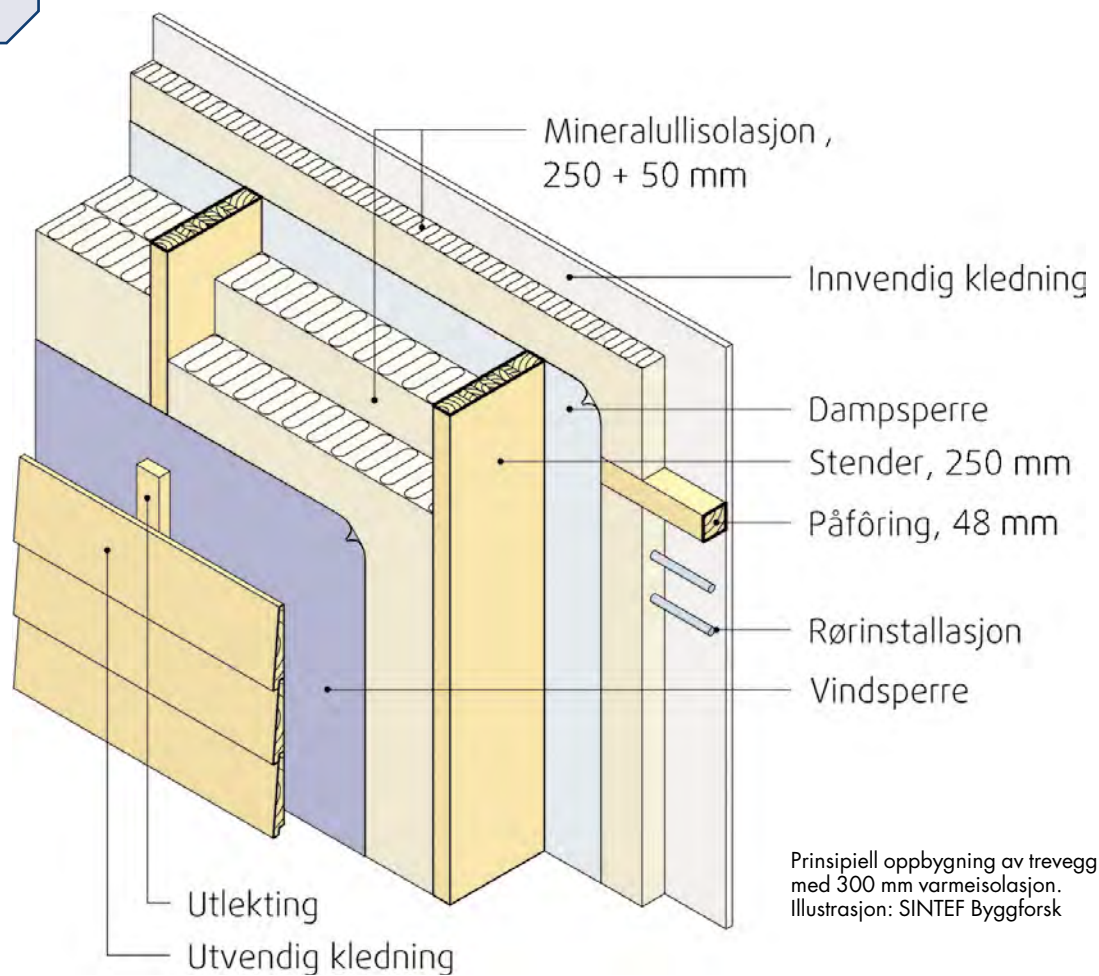 Mineralullisolasjon ,
250 + 50 mm
Innvendig kledning
Dampsperre
Stender, 250 mm
Påfôring, 48 mm
Rørinstallasjon
Vindsperre
Utlekting
Utvendig kledning
Prinsipiell oppbygning av trevegg
med 300 mm varmeisolasjon.
Illustrasjon: SINTEF Byggforsk